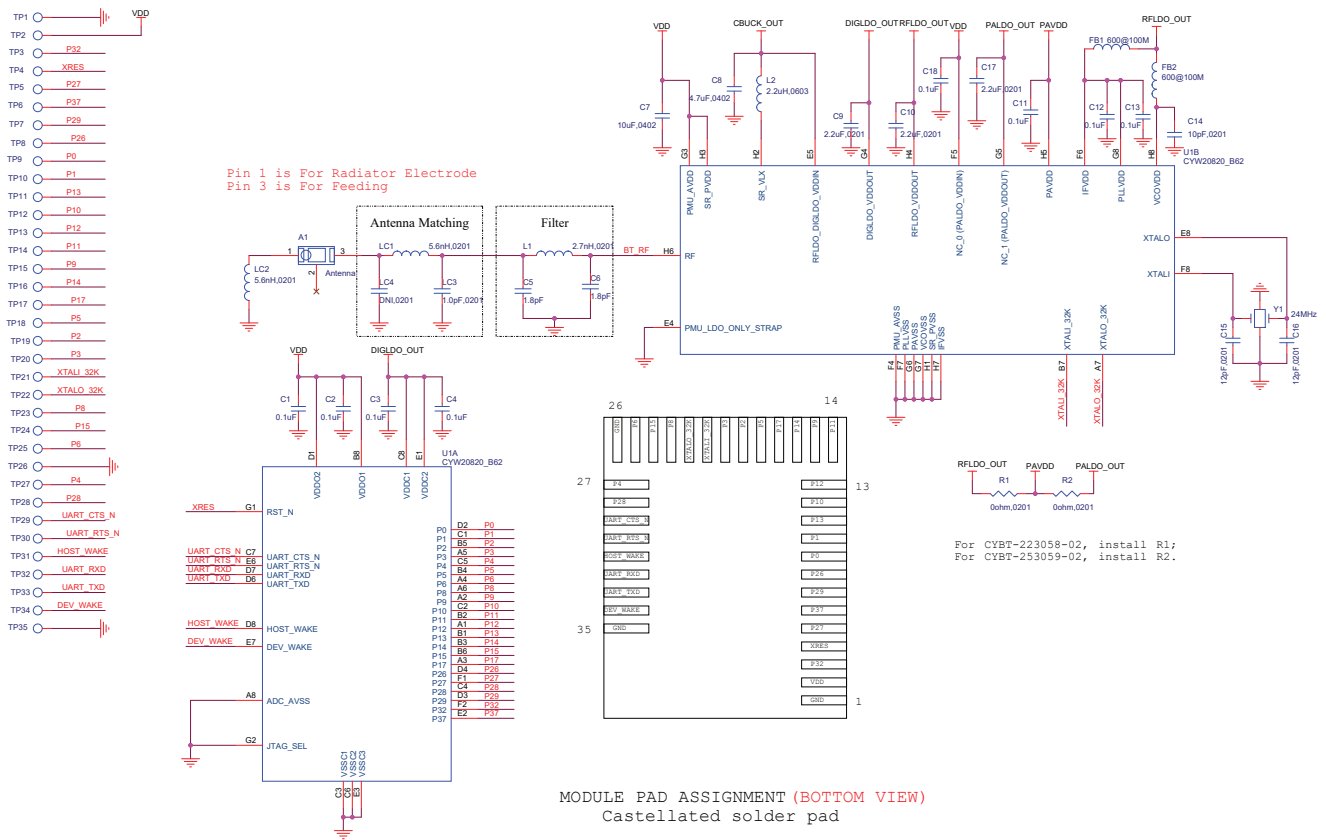 TP1
TP2
VDD
TP3 P32
TP4 XRES
TP5 P27
TP6 P37
TP7 P29
TP8 P26
TP9 P0
TP10 P1
TP11 P13
TP12 P10
TP13 P12
TP14 P11
TP15 P9
TP16 P14
TP17 P17
TP18 P5
TP19 P2
TP20 P3
TP21 XTALI_32K
TP22 XTALO_32K
TP23 P8
TP24 P15
TP25 P6
TP26
TP27 P4
TP28 P28
TP29 UART_CTS_N
TP30 UART_RTS_N
TP31 HOST_WAKE
TP32 UART_RXD
TP33 UART_TXD
TP34 DEV_WAKE
TP35
Pin 1 is For Radiator Electrode
Pin 3 is For Feeding
A1
1
3
2
Antenna
LC2
5.6nH,0201
Antenna Matching
LC1
5.6nH,0201
LC4
DNI,0201
LC3
1.0pF,0201
Filter
L1
2.7nH,0201
C5
1.8pF
C6
1.8pF
BT_RF
H6
RF
E4
PMU_LDO_ONLY_STRAP
VDD
C7
10uF,0402
CBUCK_OUT
C8
4.7uF,0402
L2
2.2uH,0603
DIGLDO_OUT
C9
2.2uF,0201
RFLDO_OUT
C10
2.2uF,0201
VDD
C18
0.1uF
PALDO_OUT
C17
2.2uF,0201
PAVDD
C11
0.1uF
RFLDO_OUT
FB1 600@100M
FB2
600@100M
C12
0.1uF
C13
0.1uF
C14
10pF,0201
U1B
CYW20820_B62
G3
PMU_AVDD
H3
SR_PVDD
H2
SR_VLX
E5
RFLDO_DIGLDO_VDDIN
G4
DIGLDO_VDDOUT
H4
RFLDO_VDDOUT
F5
NC_0 (PALDO_VDDIN)
G5
NC_1 (PALDO_VDDOUT)
H5
PAVDD
F6
IFVDD
G8
PLLVDD
H8
VCOVDD
XTALO
E8
XTALI
F8
Y1
24MHz
C15
12pF,0201
C16
12pF,0201
PMU_AVSS
PLLVSS
PAVSS
VCOVSS
SR_PVSS
IFVSS
F4
F7
G6
G7
H1
H7
XTALI_32K
B7
XTALI_32K
XTALO_32K
A7
XTALO_32K
VDD
C1
0.1uF
C2
0.1uF
DIGLDO_OUT
C3
0.1uF
C4
0.1uF
U1A
CYW20820_B62
D1
VDDO2
B8
VDDO1
C8
VDDC1
E1
VDDC2
XRES G1 RST_N
UART_CTS_N C7 UART_CTS_N
UART_RTS_N E6 UART_RTS_N
UART_RXD D7 UART_RXD
UART_TXD D6 UART_TXD
HOST_WAKE D8 HOST_WAKE
DEV_WAKE E7 DEV_WAKE
A8 ADC_AVSS
G2 JTAG_SEL
VSSC1
VSSC2
VSSC3
C3
C6
E3
P0 D2 P0
P1 C1 P1
P2 B5 P2
P3 A5 P3
P4 C5 P4
P5 B4 P5
P6 A4 P6
P8 A6 P8
P9 A2 P9
P10 C2 P10
P11 B2 P11
P12 A1 P12
P13 B1 P13
P14 B3 P14
P15 B6 P15
P17 A3 P17
P26 D4 P26
P27 F1 P27
P28 C4 P28
P29 D3 P29
P32 F2 P32
P37 E2 P37
26
14
GND
P6
P15
P8
XTALO_32K
XTALI_32K
P3
P2
P5
P17
P14
P9
P11
27
P4
P28
UART_CTS_N
UART_RTS_N
HOST_WAKE
UART_RXD
UART_TXD
DEV_WAKE
35
GND
P12
13
P10
P13
P1
P0
P26
P29
P37
P27
XRES
P32
VDD
GND
1
RFLDO_OUT
PAVDD
PALDO_OUT
R1
0ohm,0201
R2
0ohm,0201
For CYBT-223058-02, install R1;
For CYBT-253059-02, install R2.
MODULE PAD ASSIGNMENT (BOTTOM VIEW)
Castellated solder pad